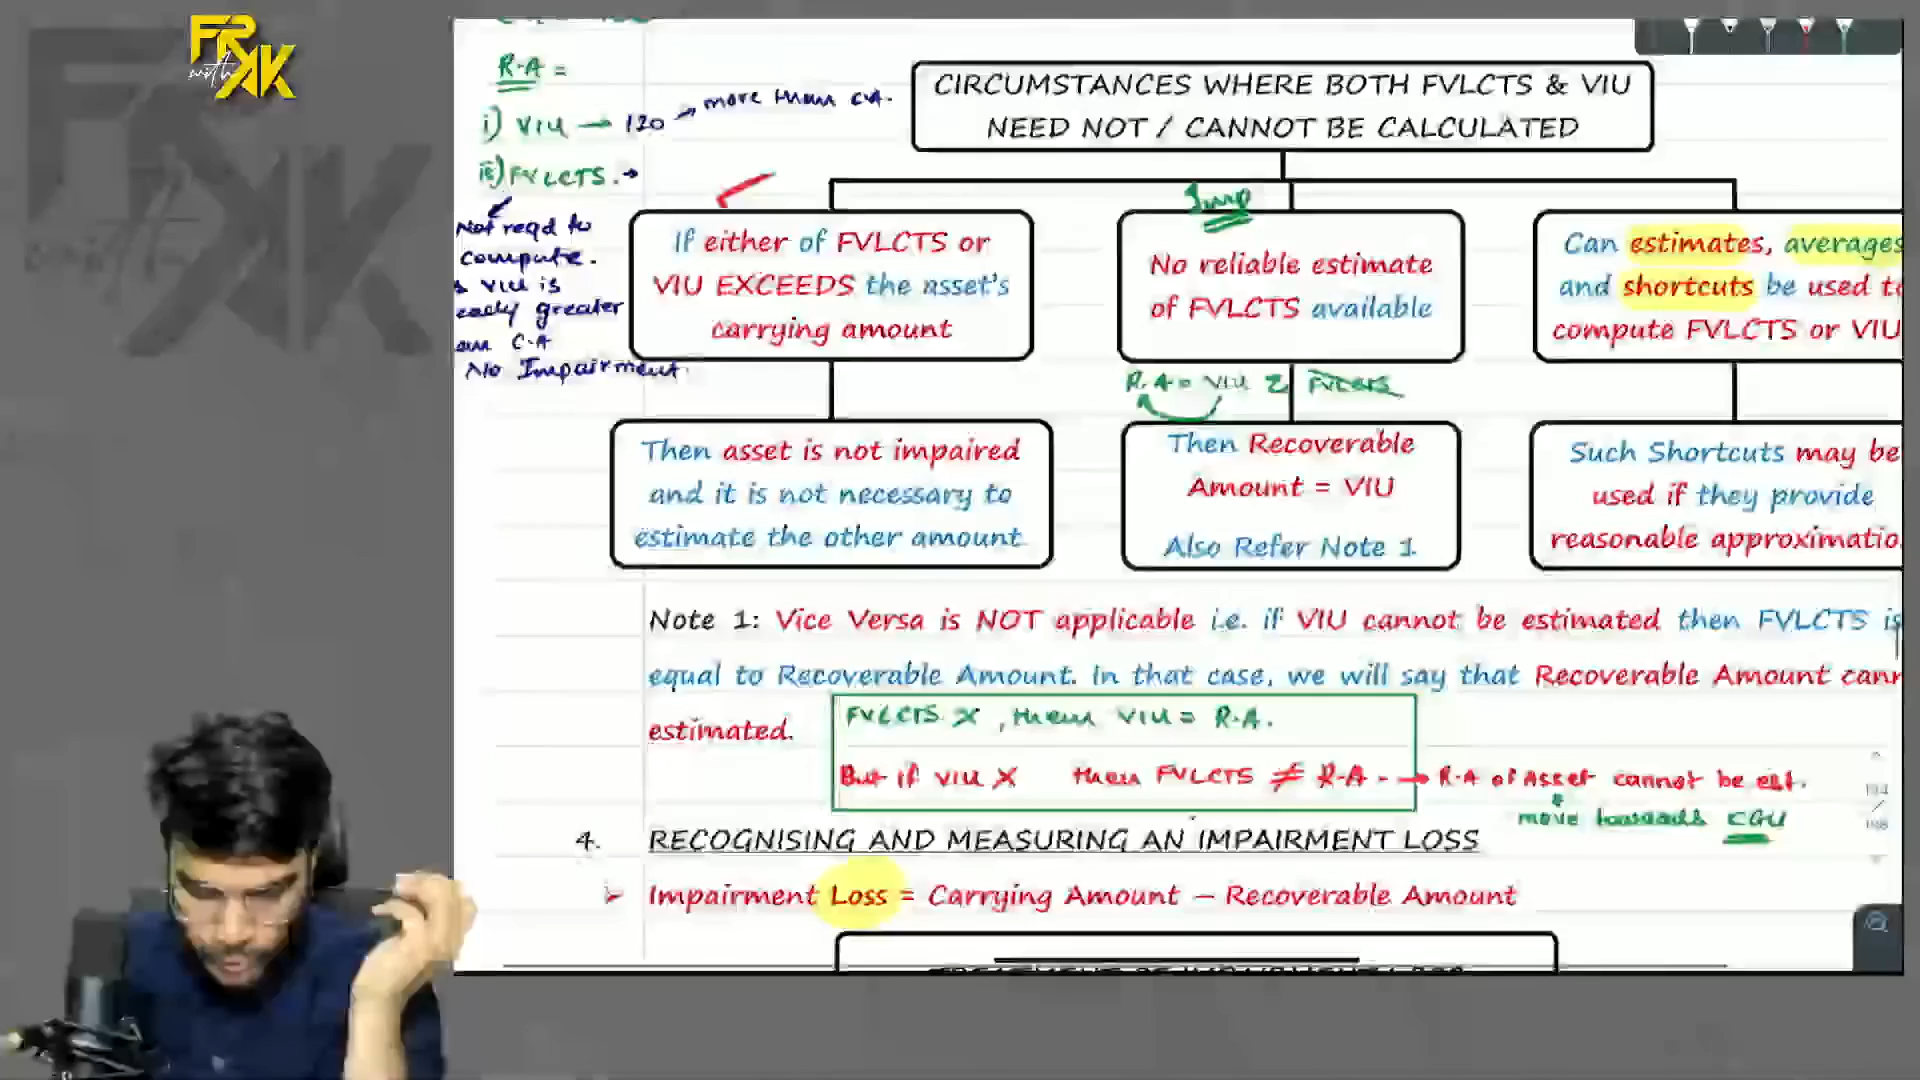 FR
with
KK
R.A =
i) VIU → 120 → more than C.A.
ii) FVLCTS. →
Not reqd to
compute.
VIU is
greater
C.A
No Impairment.
CIRCUMSTANCES WHERE BOTH FVLCTS & VIU
NEED NOT / CANNOT BE CALCULATED
If either of FVLCTS or
VIU EXCEEDS the asset's
carrying amount
Then asset is not impaired
and it is not necessary to
estimate the other amount
Imp
No reliable estimate
of FVLCTS available
R.A = VIU FVLCTS
Then Recoverable
Amount = VIU
Also Refer Note 1
Can estimates, averages
and shortcuts be used to
compute FVLCTS or VIU
Such Shortcuts may be
used if they provide
reasonable approximatio
Note 1: Vice Versa is NOT applicable i.e. if VIU cannot be estimated then FVLCTS is
equal to Recoverable Amount. In that case, we will say that Recoverable Amount cann
estimated.
FVLCTS X, then VIU = R.A.
But if VIU X then FVLCTS ≠ R.A → R.A of Asset cannot be est.
move towards CGU
4. RECOGNISING AND MEASURING AN IMPAIRMENT LOSS
➢ Impairment Loss = Carrying Amount – Recoverable Amount